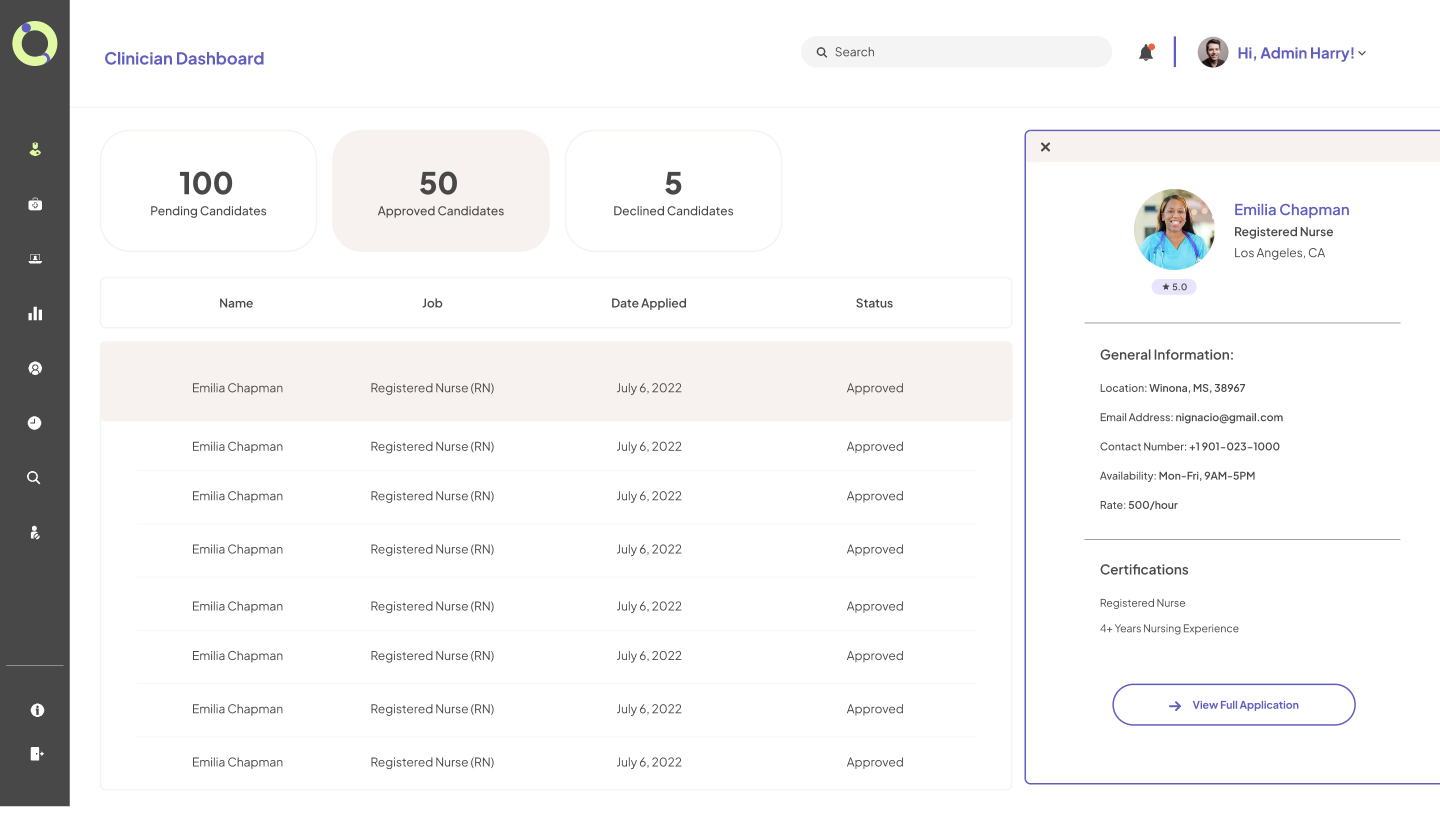 Clinician Dashboard
Search
Hi, Admin Harry!
100
Pending Candidates
50
Approved Candidates
5
Declined Candidates
Name Job Date Applied Status
Emilia Chapman Registered Nurse (RN) July 6, 2022 Approved
Emilia Chapman Registered Nurse (RN) July 6, 2022 Approved
Emilia Chapman Registered Nurse (RN) July 6, 2022 Approved
Emilia Chapman Registered Nurse (RN) July 6, 2022 Approved
Emilia Chapman Registered Nurse (RN) July 6, 2022 Approved
Emilia Chapman Registered Nurse (RN) July 6, 2022 Approved
Emilia Chapman Registered Nurse (RN) July 6, 2022 Approved
Emilia Chapman Registered Nurse (RN) July 6, 2022 Approved
Emilia Chapman
Registered Nurse
Los Angeles, CA
★ 5.0
General Information:
Location: Winona, MS, 38967
Email Address: nignacio@gmail.com
Contact Number: +1 901-023-1000
Availability: Mon-Fri, 9AM-5PM
Rate: 500/hour
Certifications
Registered Nurse
4+ Years Nursing Experience
View Full Application